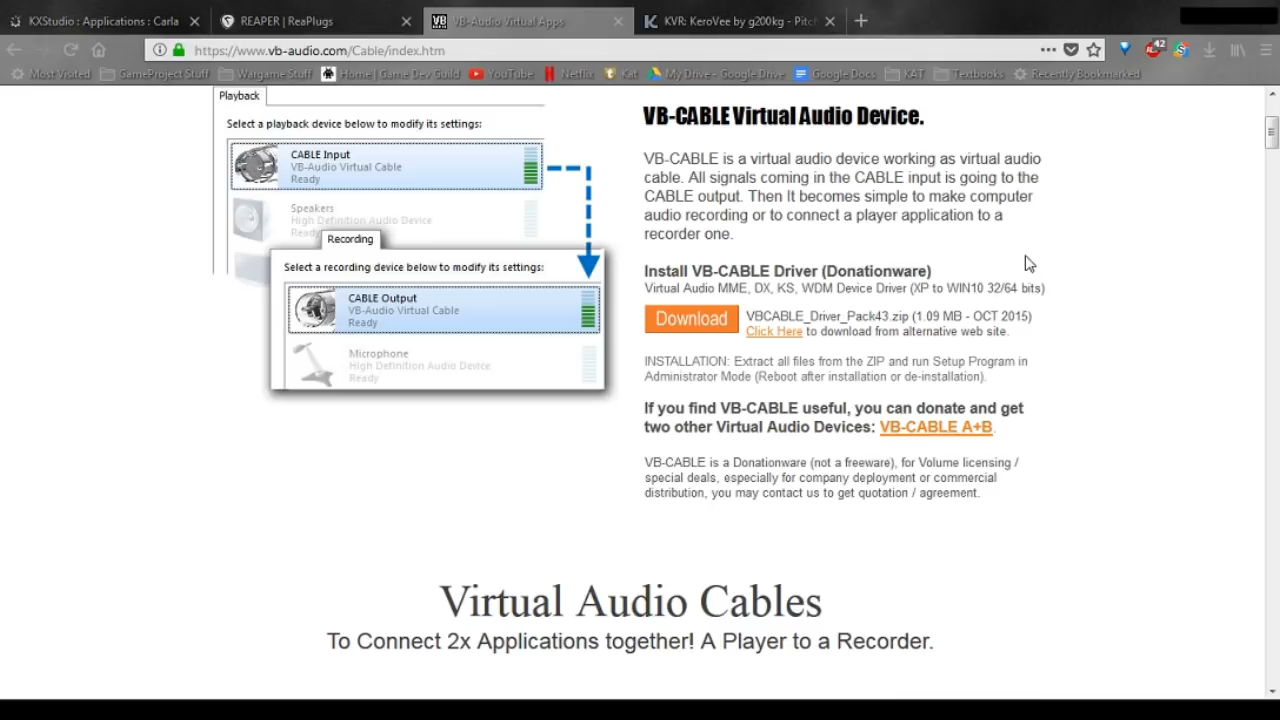 KXStudio : Applications : Carla
REAPER | ReaPlugs
VB-Audio Virtual Apps
KVR: KeroVee by g200kg - Pitch
https://www.vb-audio.com/Cable/index.htm
42
Most Visited
GameProject Stuff
Wargame Stuff
Home | Game Dev Guild
YouTube
Netflix
Kat
My Drive - Google Drive
Google Docs
KAT
Textbooks
Recently Bookmarked
Playback
Select a playback device below to modify its settings:
CABLE Input
VB-Audio Virtual Cable
Ready
Speakers
High Definition Audio Device
Ready
Recording
Select a recording device below to modify its settings:
CABLE Output
VB-Audio Virtual Cable
Ready
Microphone
High Definition Audio Device
Ready
VB-CABLE Virtual Audio Device.
VB-CABLE is a virtual audio device working as virtual audio
cable. All signals coming in the CABLE input is going to the
CABLE output. Then It becomes simple to make computer
audio recording or to connect a player application to a
recorder one.
Install VB-CABLE Driver (Donationware)
Virtual Audio MME, DX, KS, WDM Device Driver (XP to WIN10 32/64 bits)
Download
VBCABLE_Driver_Pack43.zip (1.09 MB - OCT 2015)
Click Here to download from alternative web site.
INSTALLATION: Extract all files from the ZIP and run Setup Program in
Administrator Mode (Reboot after installation or de-installation).
If you find VB-CABLE useful, you can donate and get
two other Virtual Audio Devices: VB-CABLE A+B.
VB-CABLE is a Donationware (not a freeware), for Volume licensing /
special deals, especially for company deployment or commercial
distribution, you may contact us to get quotation / agreement.
Virtual Audio Cables
To Connect 2x Applications together! A Player to a Recorder.